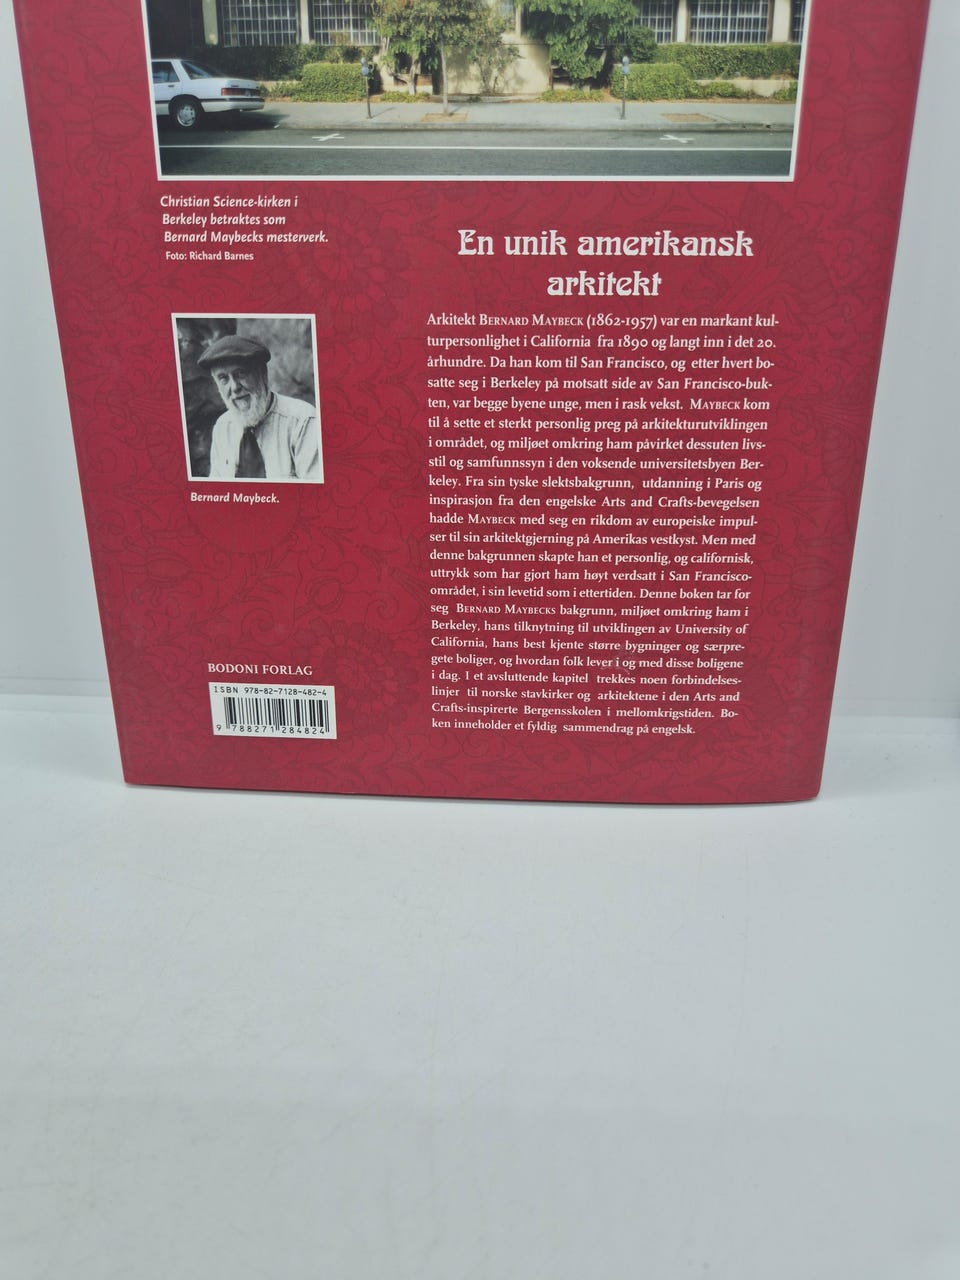 Christian Science-kirken i
Berkeley betraktes som
Bernard Maybecks mesterverk.
Foto: Richard Barnes
En unik amerikansk
arkitekt
Arkitekt BERNARD MAYBECK (1862-1957) var en markant kul-
turpersonlighet i California fra 1890 og langt inn i det 20.
århundre. Da han kom til San Francisco, og etter hvert bo-
satte seg i Berkeley på motsatt side av San Francisco-buk-
ten, var begge byene unge, men i rask vekst. MAYBECK kom
til å sette et sterkt personlig preg på arkitekturutviklingen
i området, og miljøet omkring ham påvirket dessuten livs-
stil og samfunnssyn i den voksende universitetsbyen Ber-
keley. Fra sin tyske slektsbakgrunn, utdanning i Paris og
inspirasjon fra den engelske Arts and Crafts-bevegelsen
hadde MAYBECK med seg en rikdom av europeiske impul-
ser til sin arkitektgjerning på Amerikas vestkyst. Men med
denne bakgrunnen skapte han et personlig, og californisk,
uttrykk som har gjort ham høyt verdsatt i San Francisco-
området, i sin levetid som i ettertiden. Denne boken tar for
seg BERNARD MAYBECKS bakgrunn, miljøet omkring ham i
Berkeley, hans tilknytning til utviklingen av University of
California, hans best kjente større bygninger og særpre-
gete boliger, og hvordan folk lever i og med disse boligene
i dag. I et avsluttende kapitel trekkes noen forbindelses-
linjer til norske stavkirker og arkitektene i den Arts and
Crafts-inspirerte Bergensskolen i mellomkrigstiden. Bo-
ken inneholder et fyldig sammendrag på engelsk.
Bernard Maybeck.
BODONI FORLAG
ISBN 978-82-7128-482-4
9 788271 284824